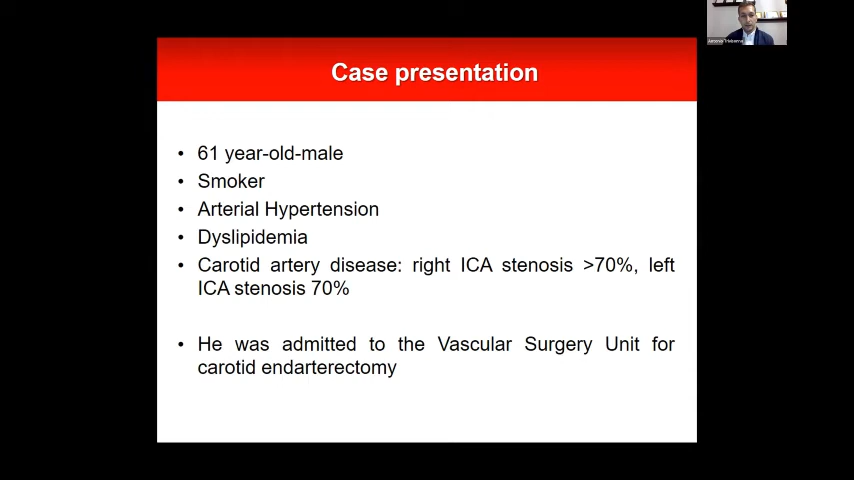 Case presentation
• 61 year-old-male
• Smoker
• Arterial Hypertension
• Dyslipidemia
• Carotid artery disease: right ICA stenosis >70%, left
ICA stenosis 70%
• He was admitted to the Vascular Surgery Unit for
carotid endarterectomy